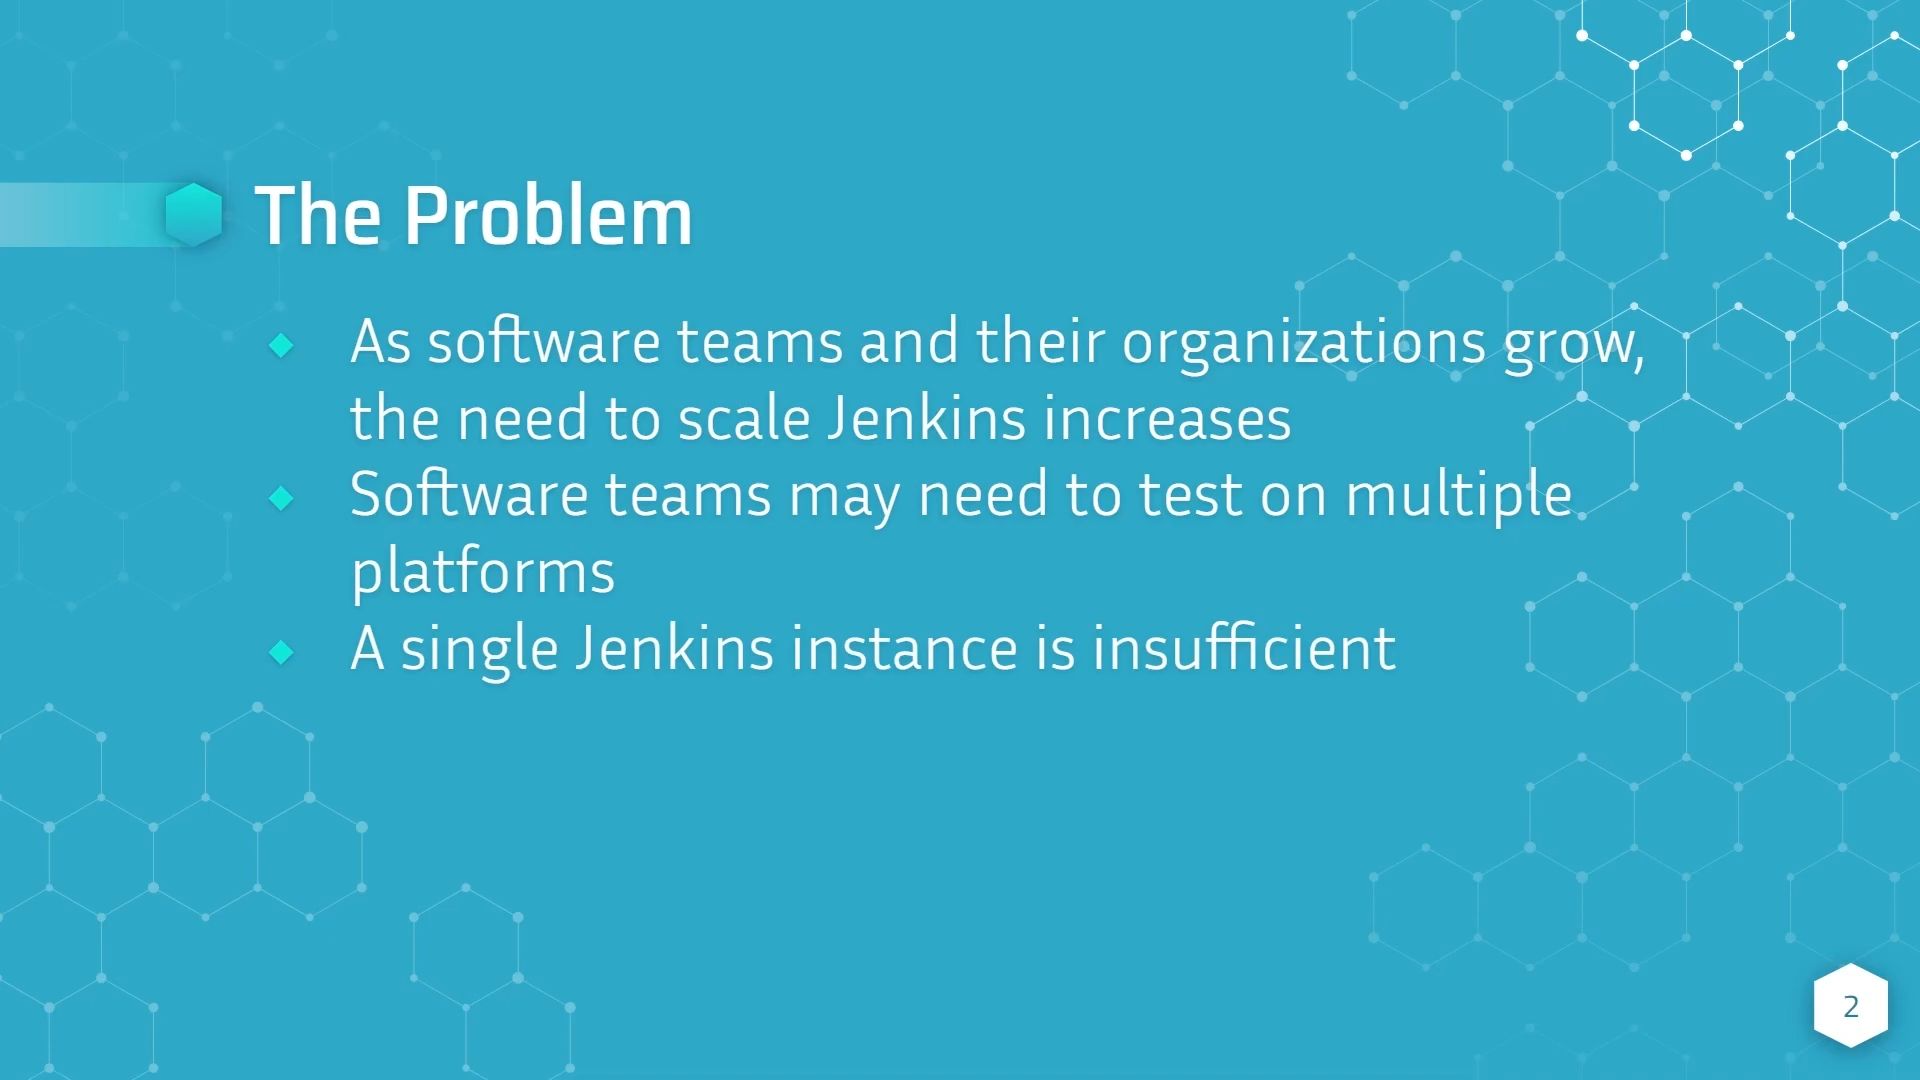 The Problem
As software teams and their organizations grow,
the need to scale Jenkins increases
Software teams may need to test on multiple
platforms
A single Jenkins instance is insufficient
2